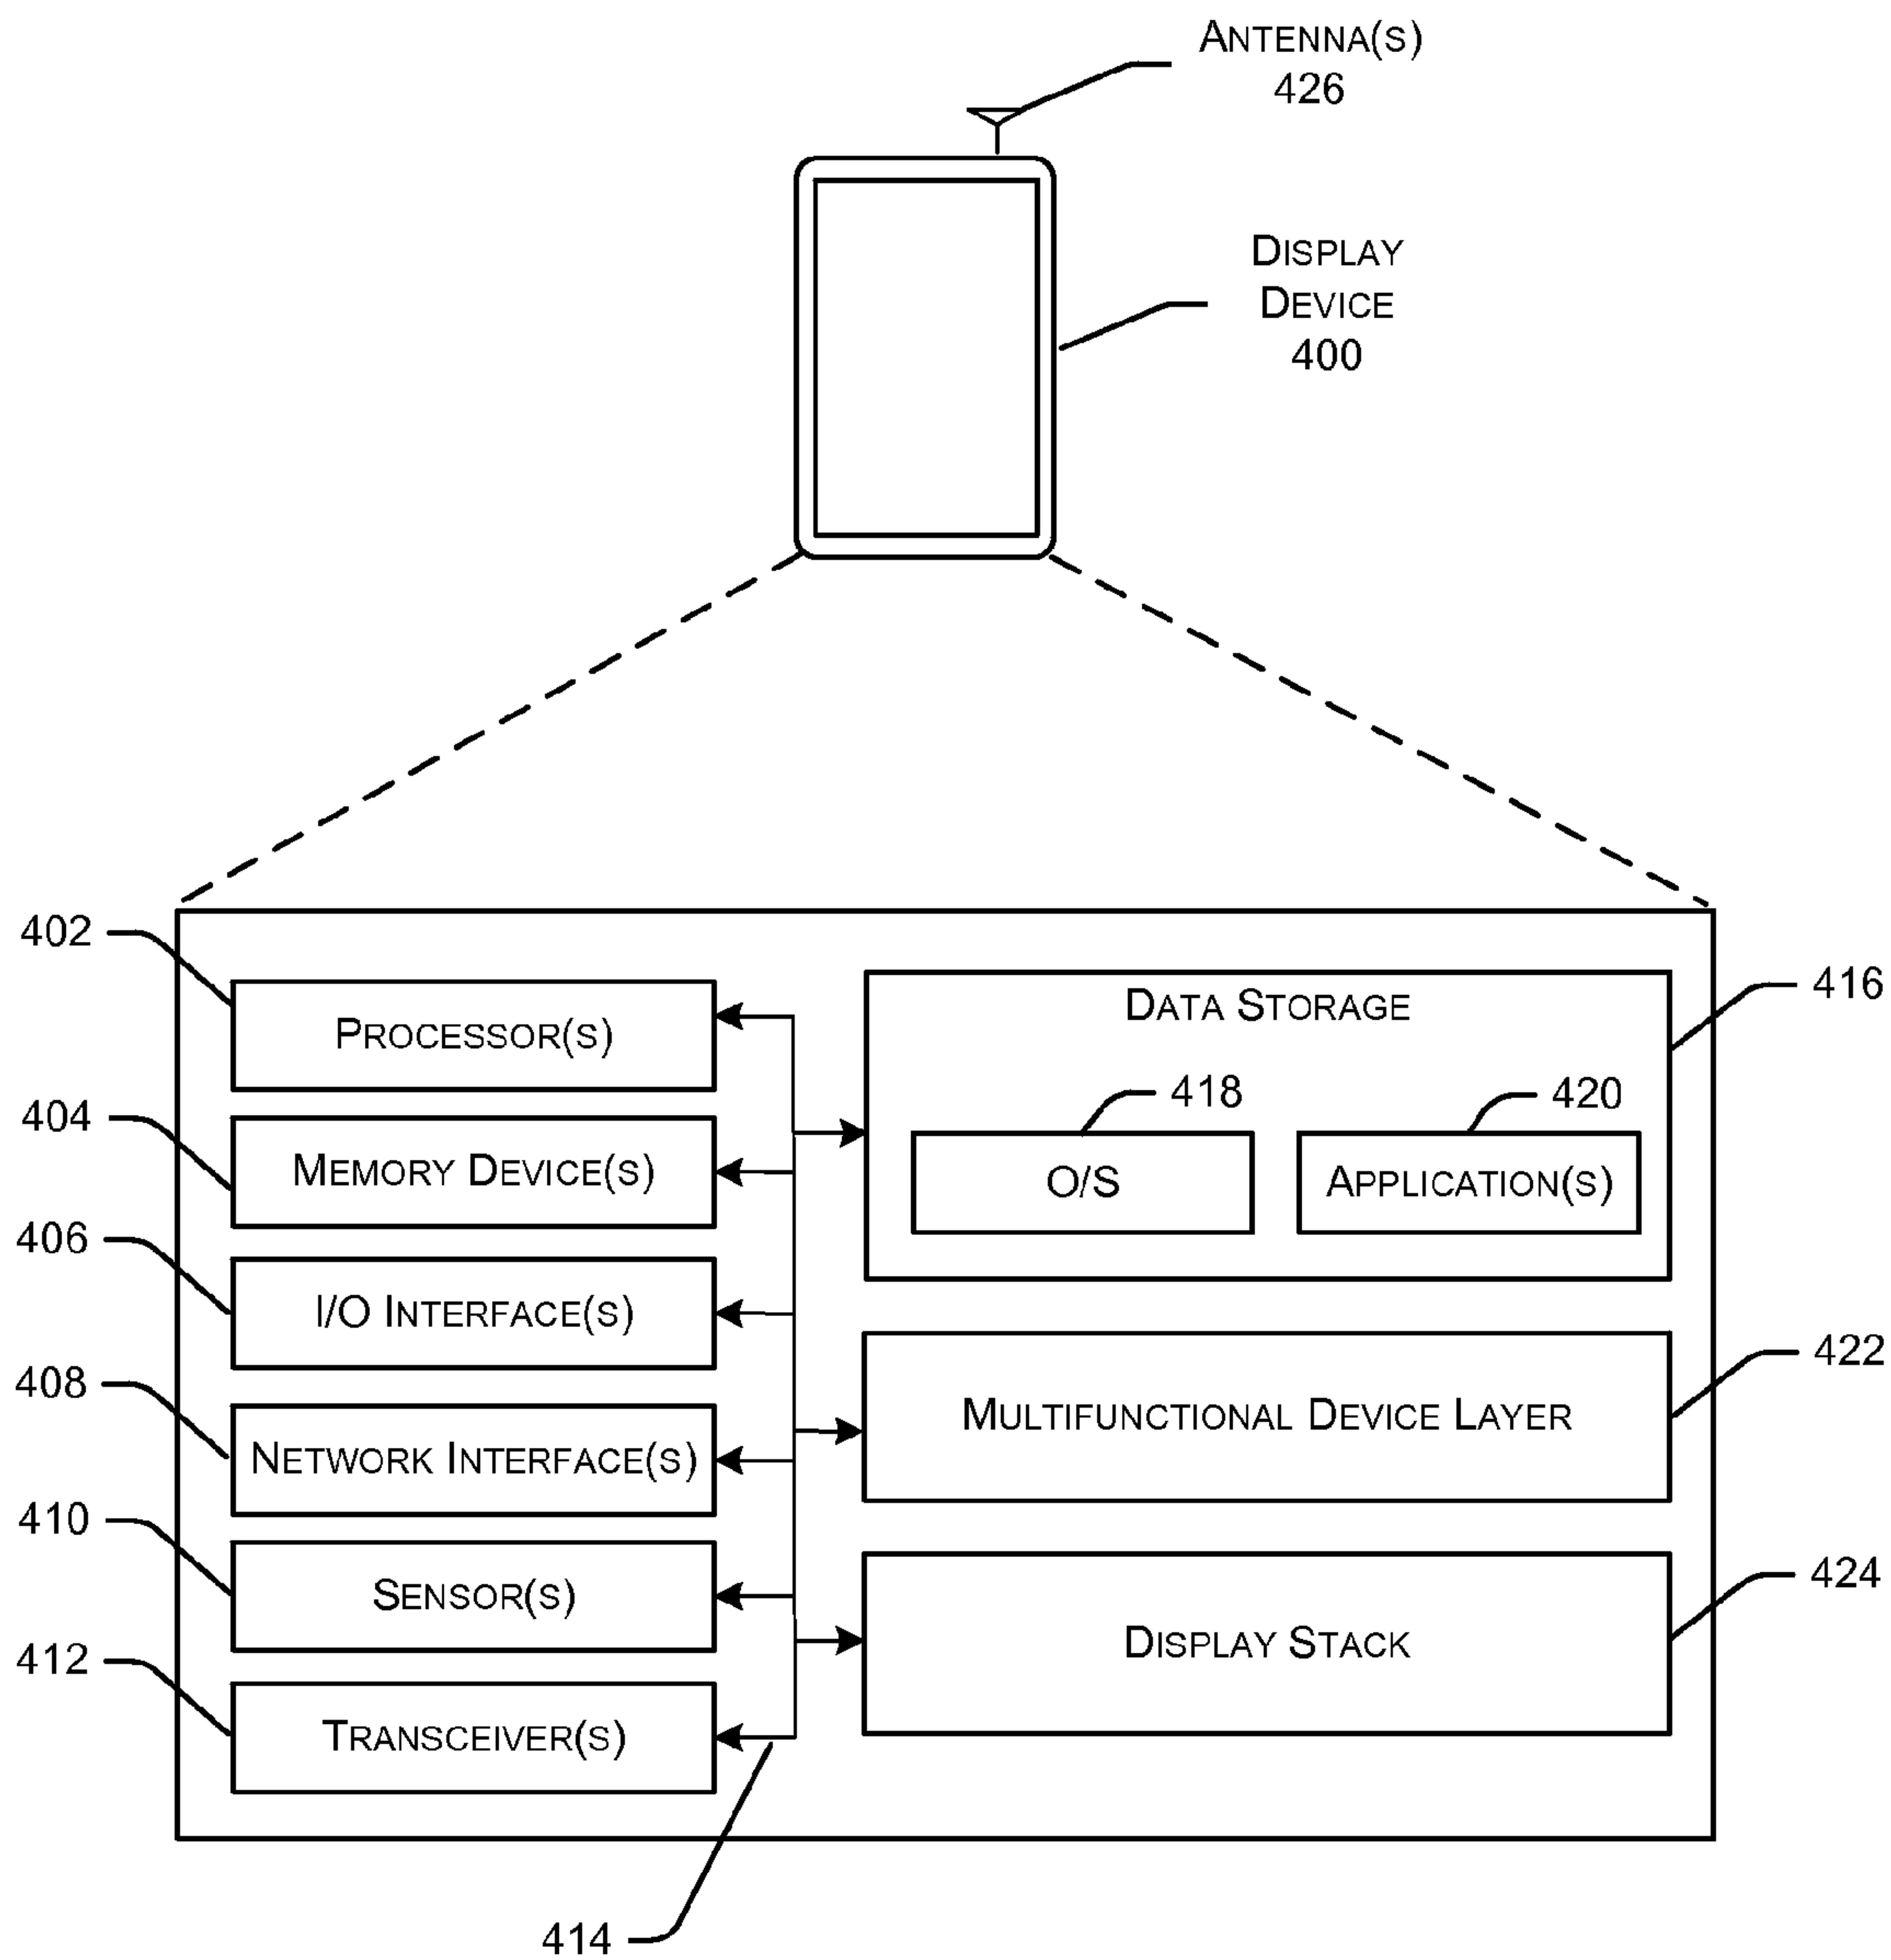 ANTENNA(S)
426
DISPLAY
DEVICE
400
402
PROCESSOR(S)
404
MEMORY DEVICE(S)
406
I/O INTERFACE(S)
408
NETWORK INTERFACE(S)
410
SENSOR(S)
412
TRANSCEIVER(S)
414
DATA STORAGE
416
418
O/S
420
APPLICATION(S)
MULTIFUNCTIONAL DEVICE LAYER
422
DISPLAY STACK
424